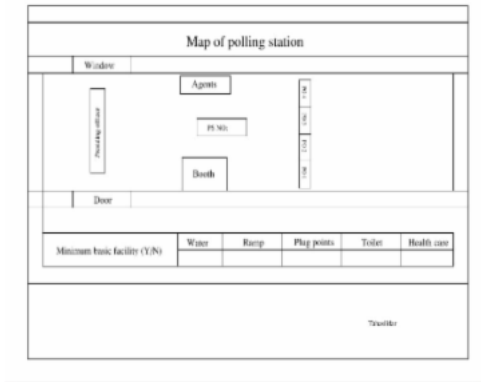 Map of polling station
Window
Agents
Presiding officer
PS NO:
Booth
Door
Minimum basic facility (Y/N)
Water Ramp Plug points Toilet Health care